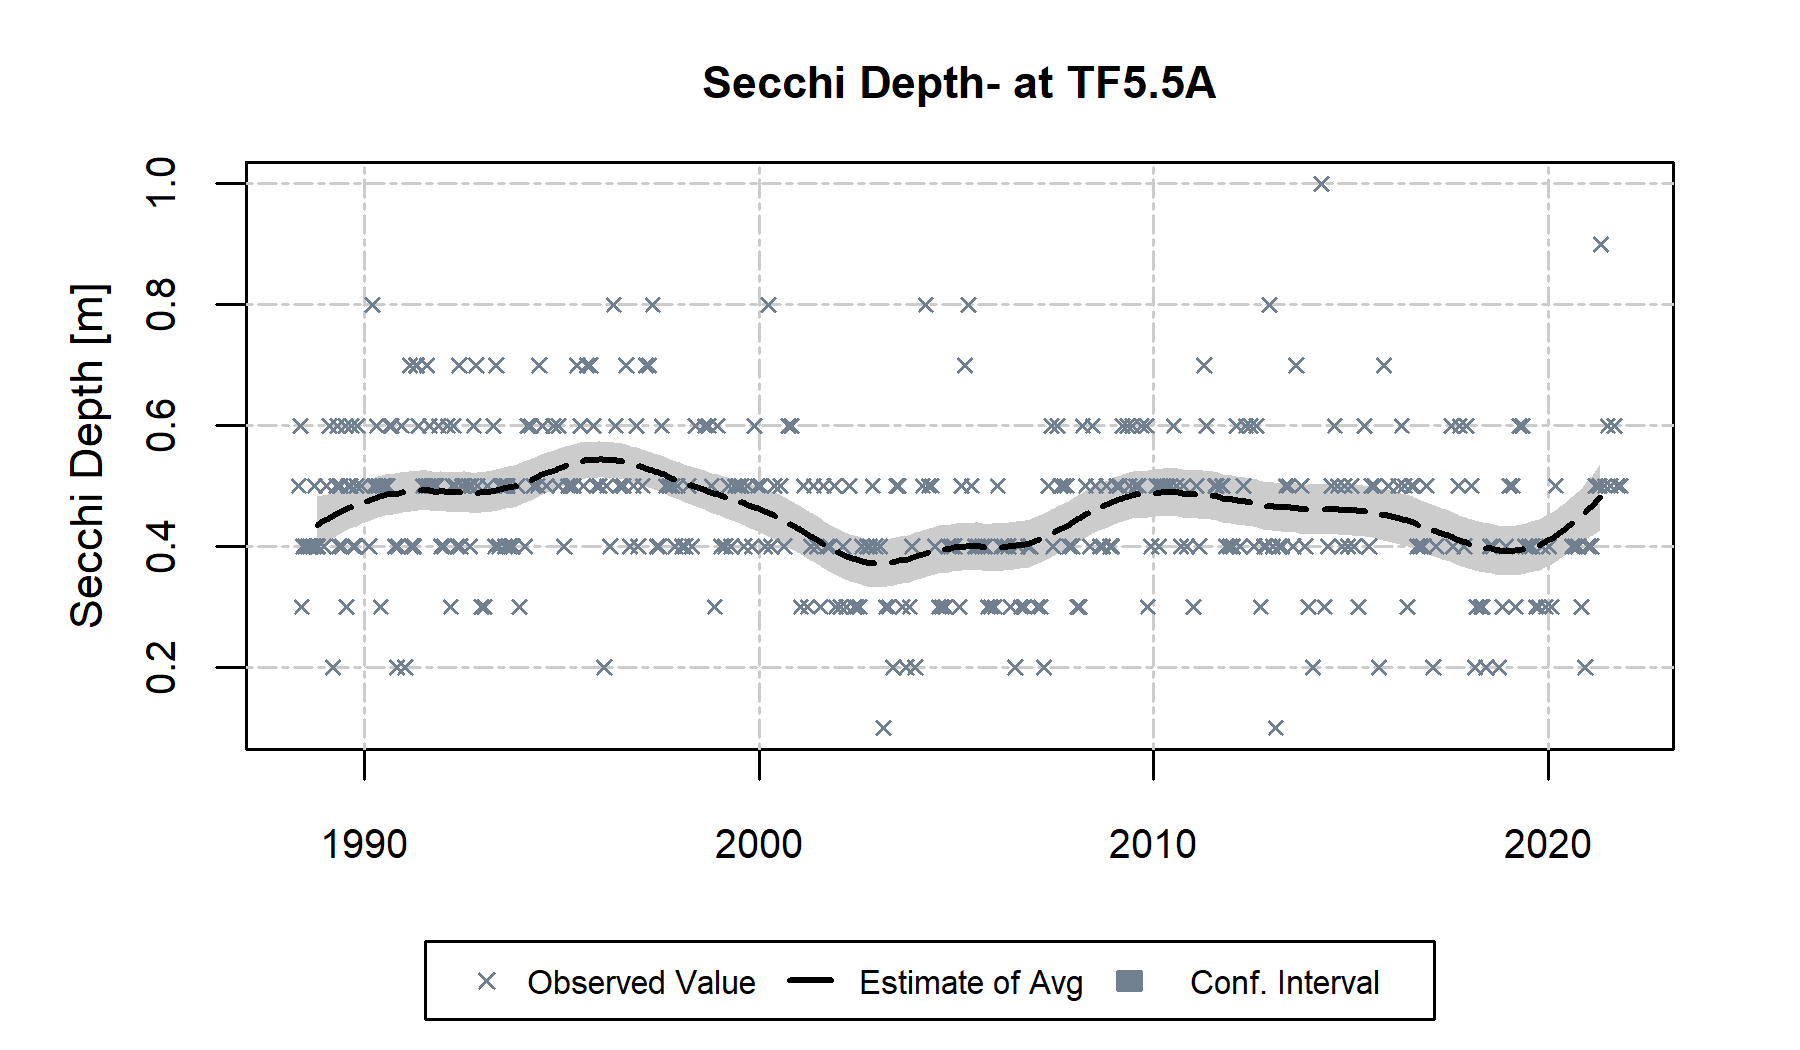 Secchi Depth- at TF5.5A
Secchi Depth [m]
1.0
0.8
0.6
0.4
0.2
1990 2000 2010 2020
Observed Value Estimate of Avg Conf. Interval